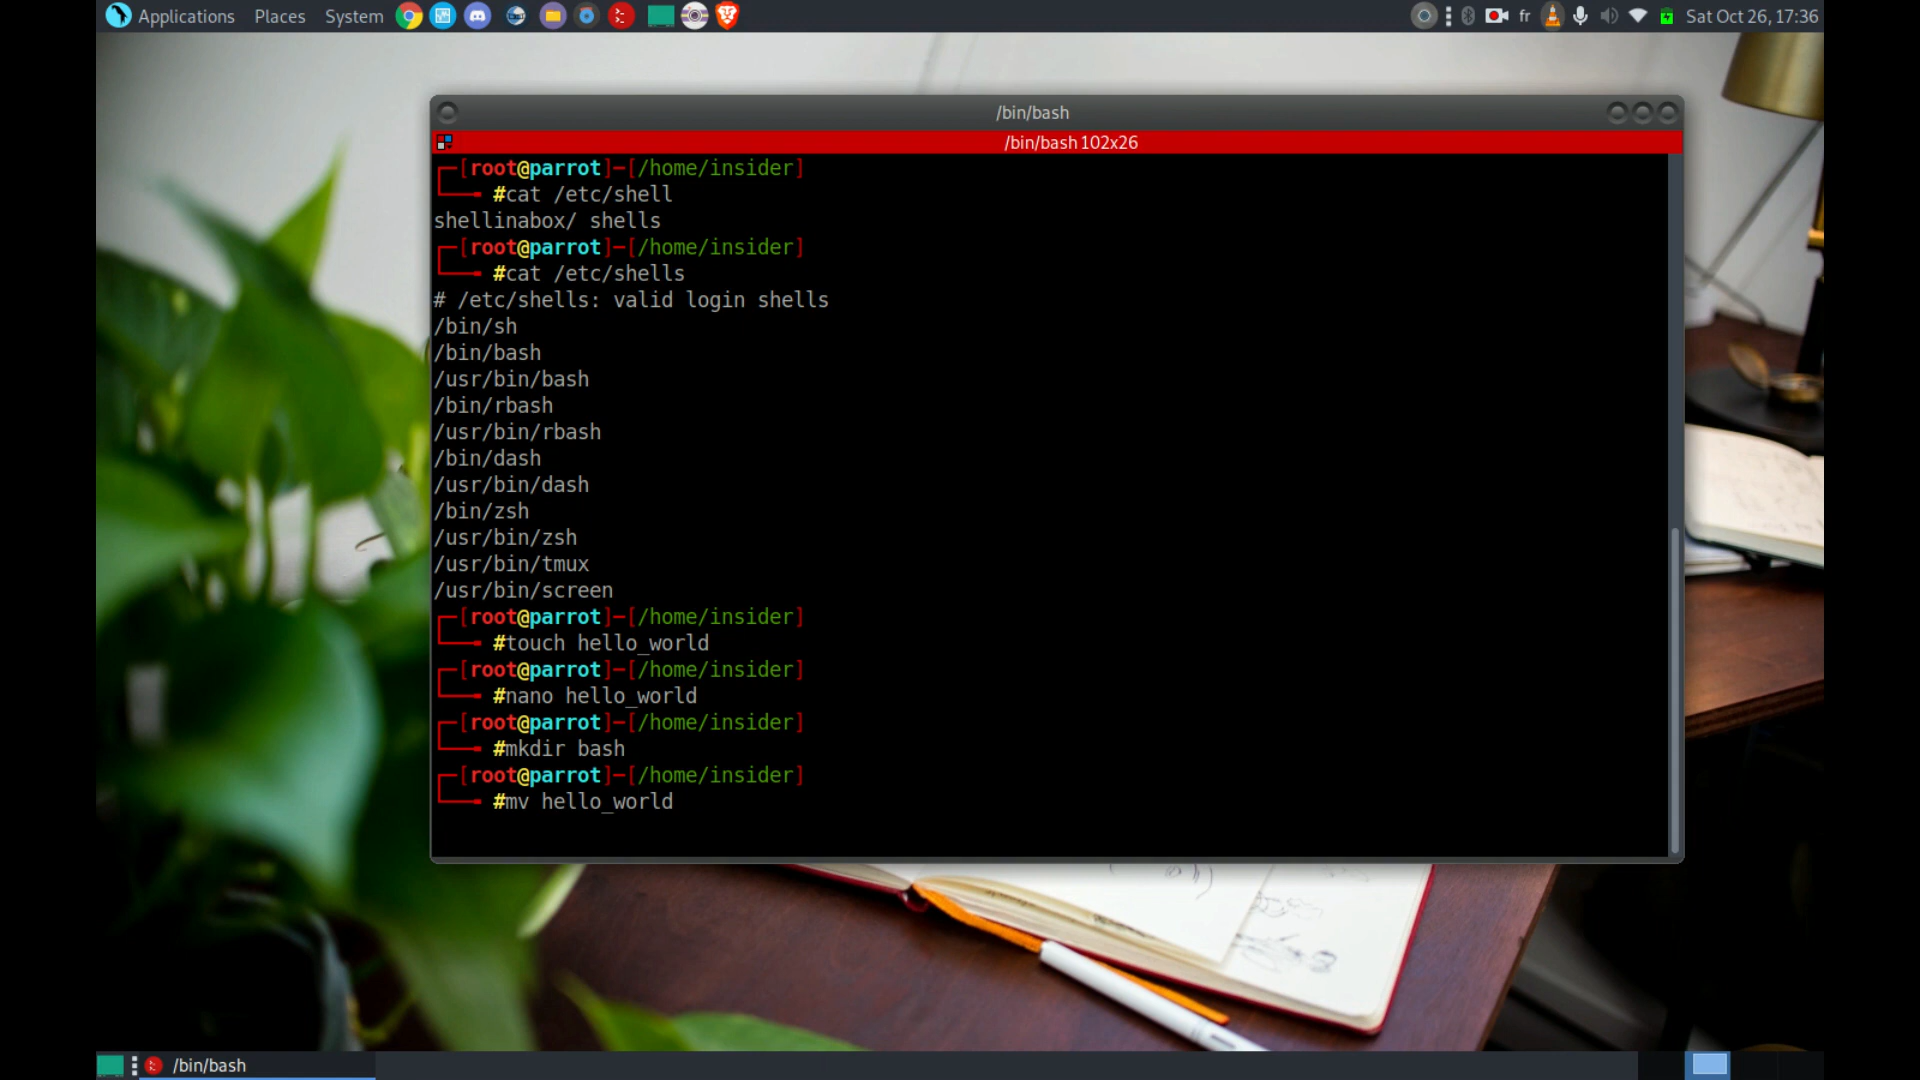 Applications Places System fr Sat Oct 26, 17:36
/bin/bash
/bin/bash 102x26
[root@parrot]─[/home/insider]
#cat /etc/shell
shellinabox/ shells
[root@parrot]─[/home/insider]
#cat /etc/shells
# /etc/shells: valid login shells
/bin/sh
/bin/bash
/usr/bin/bash
/bin/rbash
/usr/bin/rbash
/bin/dash
/usr/bin/dash
/bin/zsh
/usr/bin/zsh
/usr/bin/tmux
/usr/bin/screen
[root@parrot]─[/home/insider]
#touch hello_world
[root@parrot]─[/home/insider]
#nano hello_world
[root@parrot]─[/home/insider]
#mkdir bash
[root@parrot]─[/home/insider]
#mv hello_world
/bin/bash